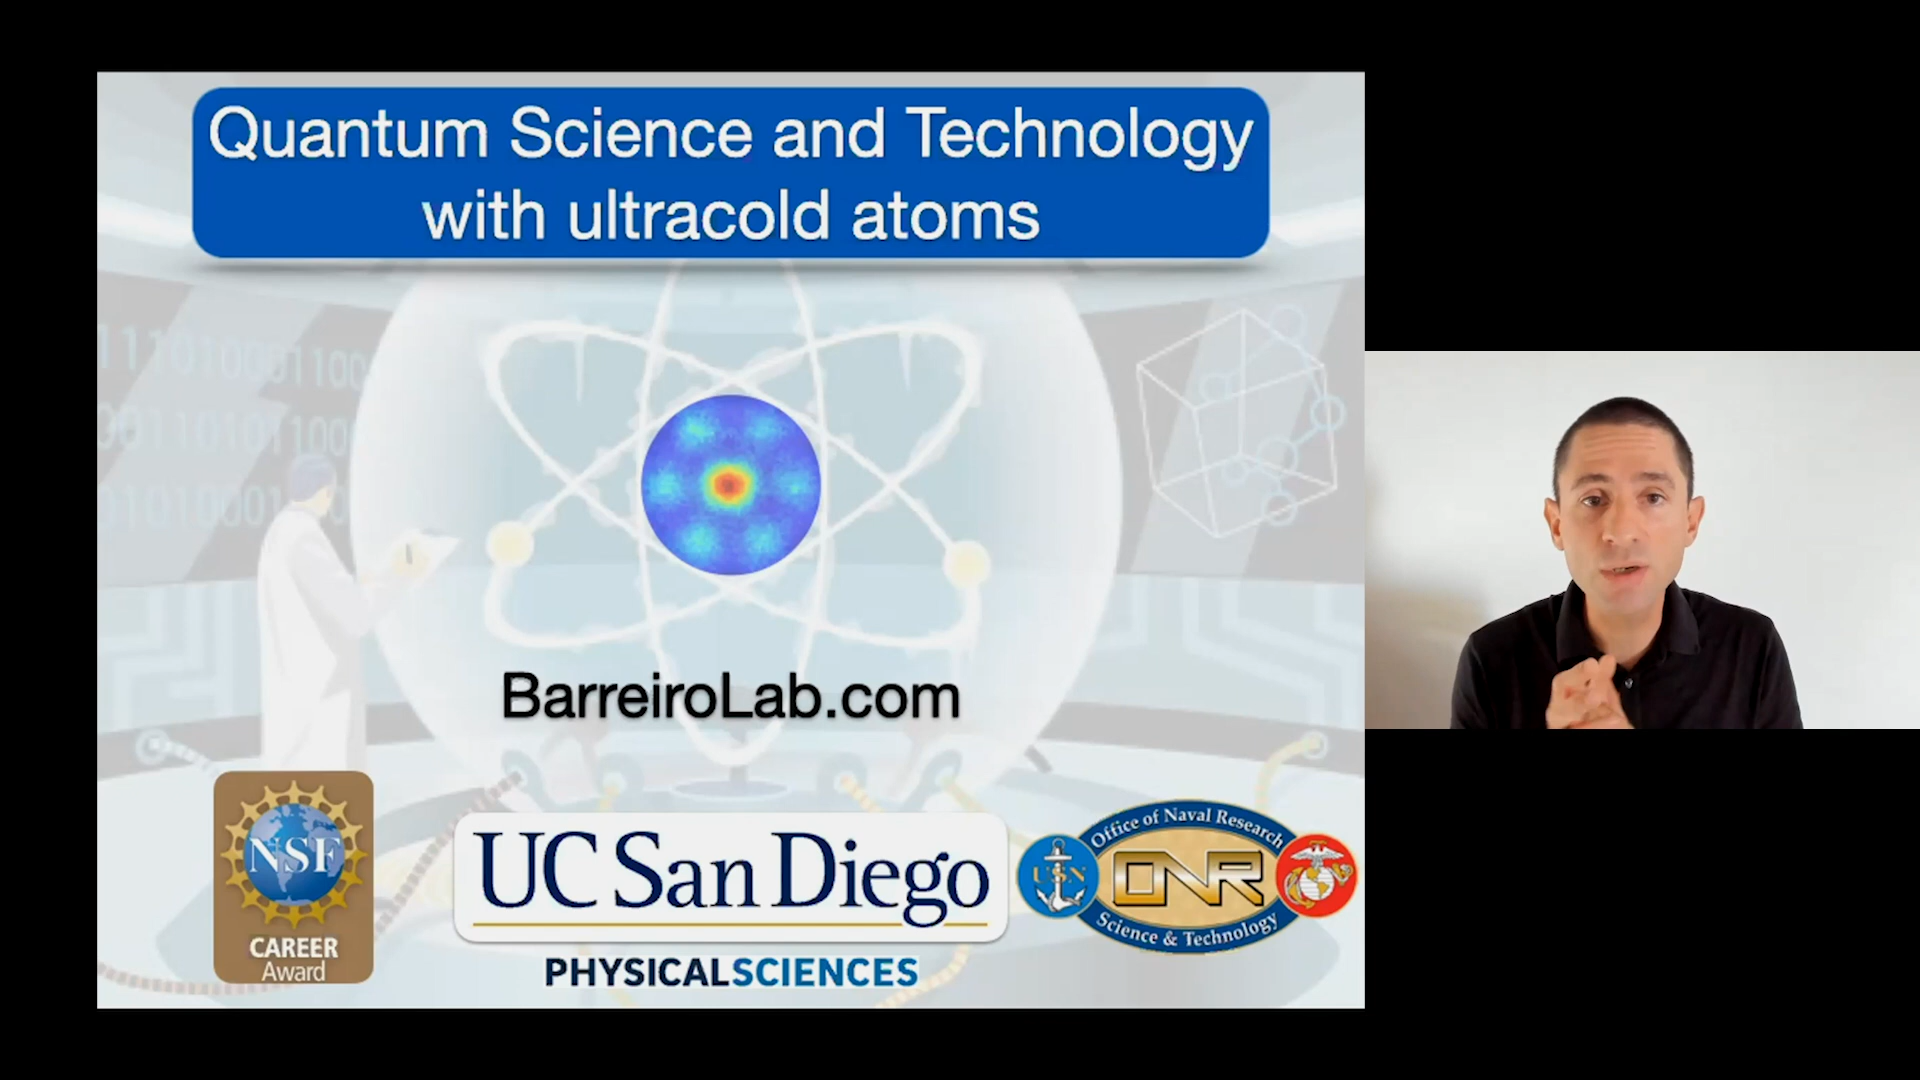 Quantum Science and Technology
with ultracold atoms
BarreiroLab.com
NSF
CAREER
Award
UC San Diego
PHYSICALSCIENCES
Office of Naval Research
USN
ONR
Science & Technology